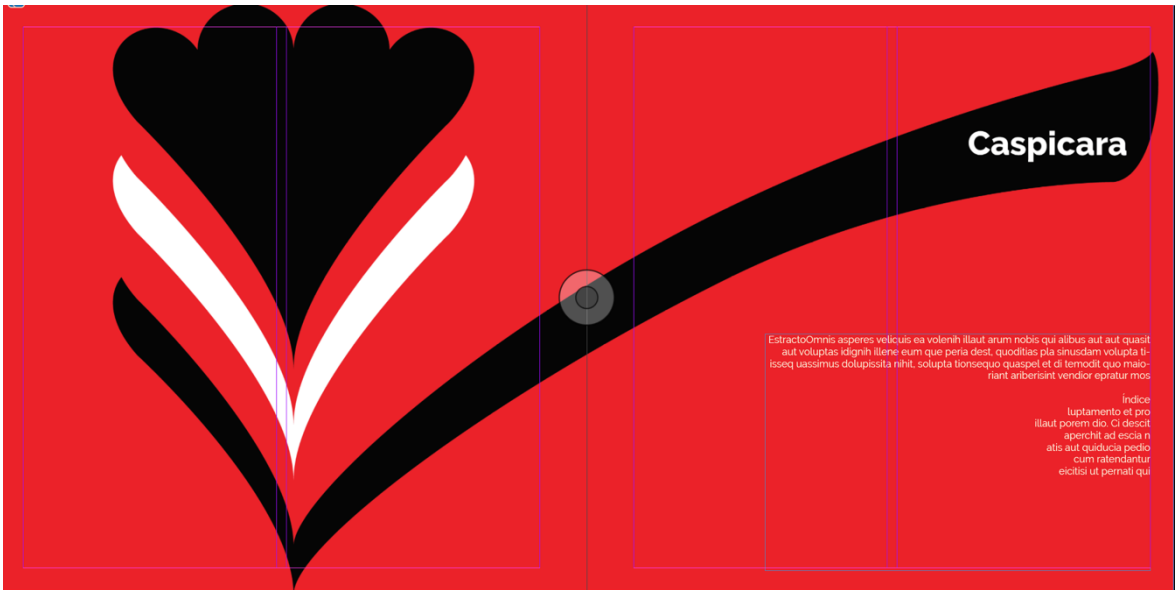 Caspicara
EstractoOmnis asperes veliquis ea volenih illaut arum nobis qui alibus aut aut quasit
aut voluptas idignih illene eum que peria dest, quoditias pla sinusdam volupta ti-
isseq uassimus dolupissita nihit, solupta tionsequo quaspel et di temodit quo maio-
riant ariberisint vendior epratur mos
Índice
luptamento et pro
illaut porem dio. Ci descit
aperchit ad escia n
atis aut quiducia pedio
cum ratendantur
eicitisi ut pernati qui